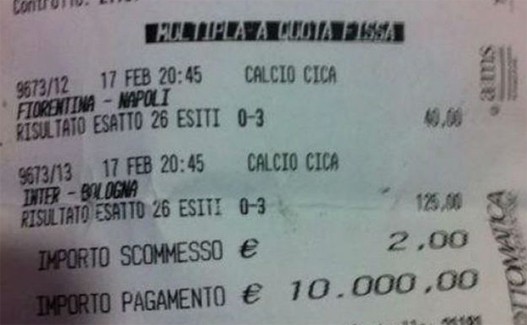 MULTIPLA A QUOTA FISSA
9673/12 17 FEB 20:45 CALCIO CICA
FIORENTINA - NAPOLI
RISULTATO ESATTO 26 ESITI 0-3 40,00
9673/13 17 FEB 20:45 CALCIO CICA
INTER - BOLOGNA
RISULTATO ESATTO 26 ESITI 0-3 125,00
IMPORTO SCOMMESSO € 2,00
IMPORTO PAGAMENTO € 10.000,00
aams